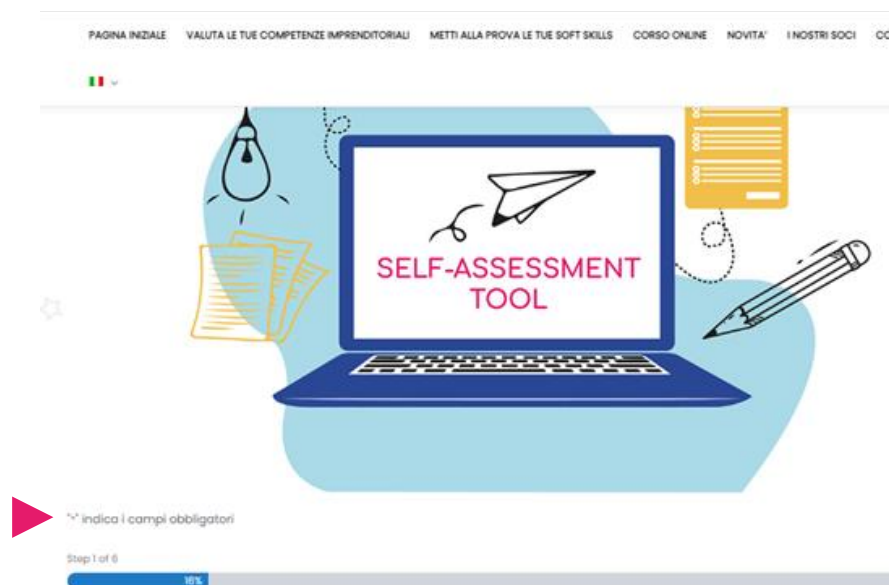 PAGINA INIZIALE VALUTA LE TUE COMPETENZE IMPRENDITORIALI METTI ALLA PROVA LE TUE SOFT SKILLS CORSO ONLINE NOVITA' I NOSTRI SOCI CO
SELF-ASSESSMENT
TOOL
"*" indica i campi obbligatori
Step 1 of 6
16%